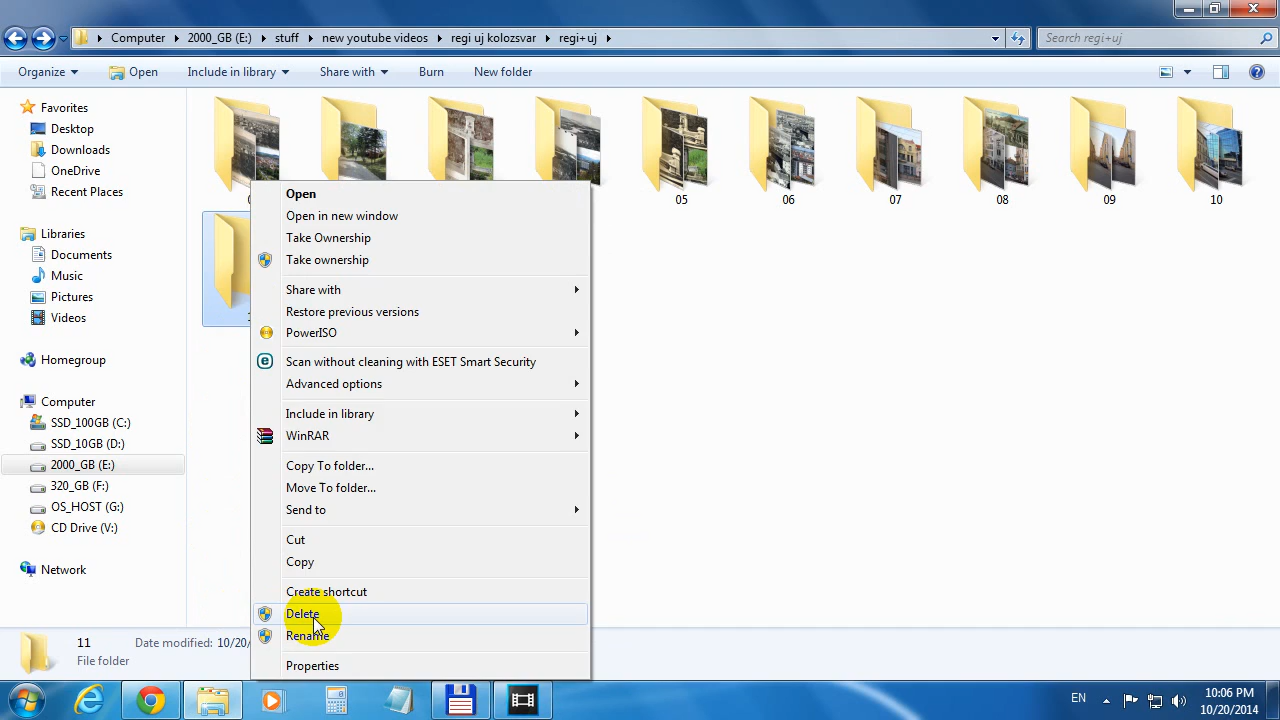 Computer 2000_GB (E:) stuff new youtube videos regi uj kolozsvar regi+uj
Search regi+uj
Organize Open Include in library Share with Burn New folder
Favorites
Desktop
Downloads
OneDrive
Recent Places
Libraries
Documents
Music
Pictures
Videos
Homegroup
Computer
SSD_100GB (C:)
SSD_10GB (D:)
2000_GB (E:)
320_GB (F:)
OS_HOST (G:)
CD Drive (V:)
Network
05 06 07 08 09 10
Open
Open in new window
Take Ownership
Take ownership
Share with
Restore previous versions
PowerISO
Scan without cleaning with ESET Smart Security
Advanced options
Include in library
WinRAR
Copy To folder...
Move To folder...
Send to
Cut
Copy
Create shortcut
Delete
Rename
Properties
11 Date modified: 10/20/
File folder
EN
10:06 PM
10/20/2014